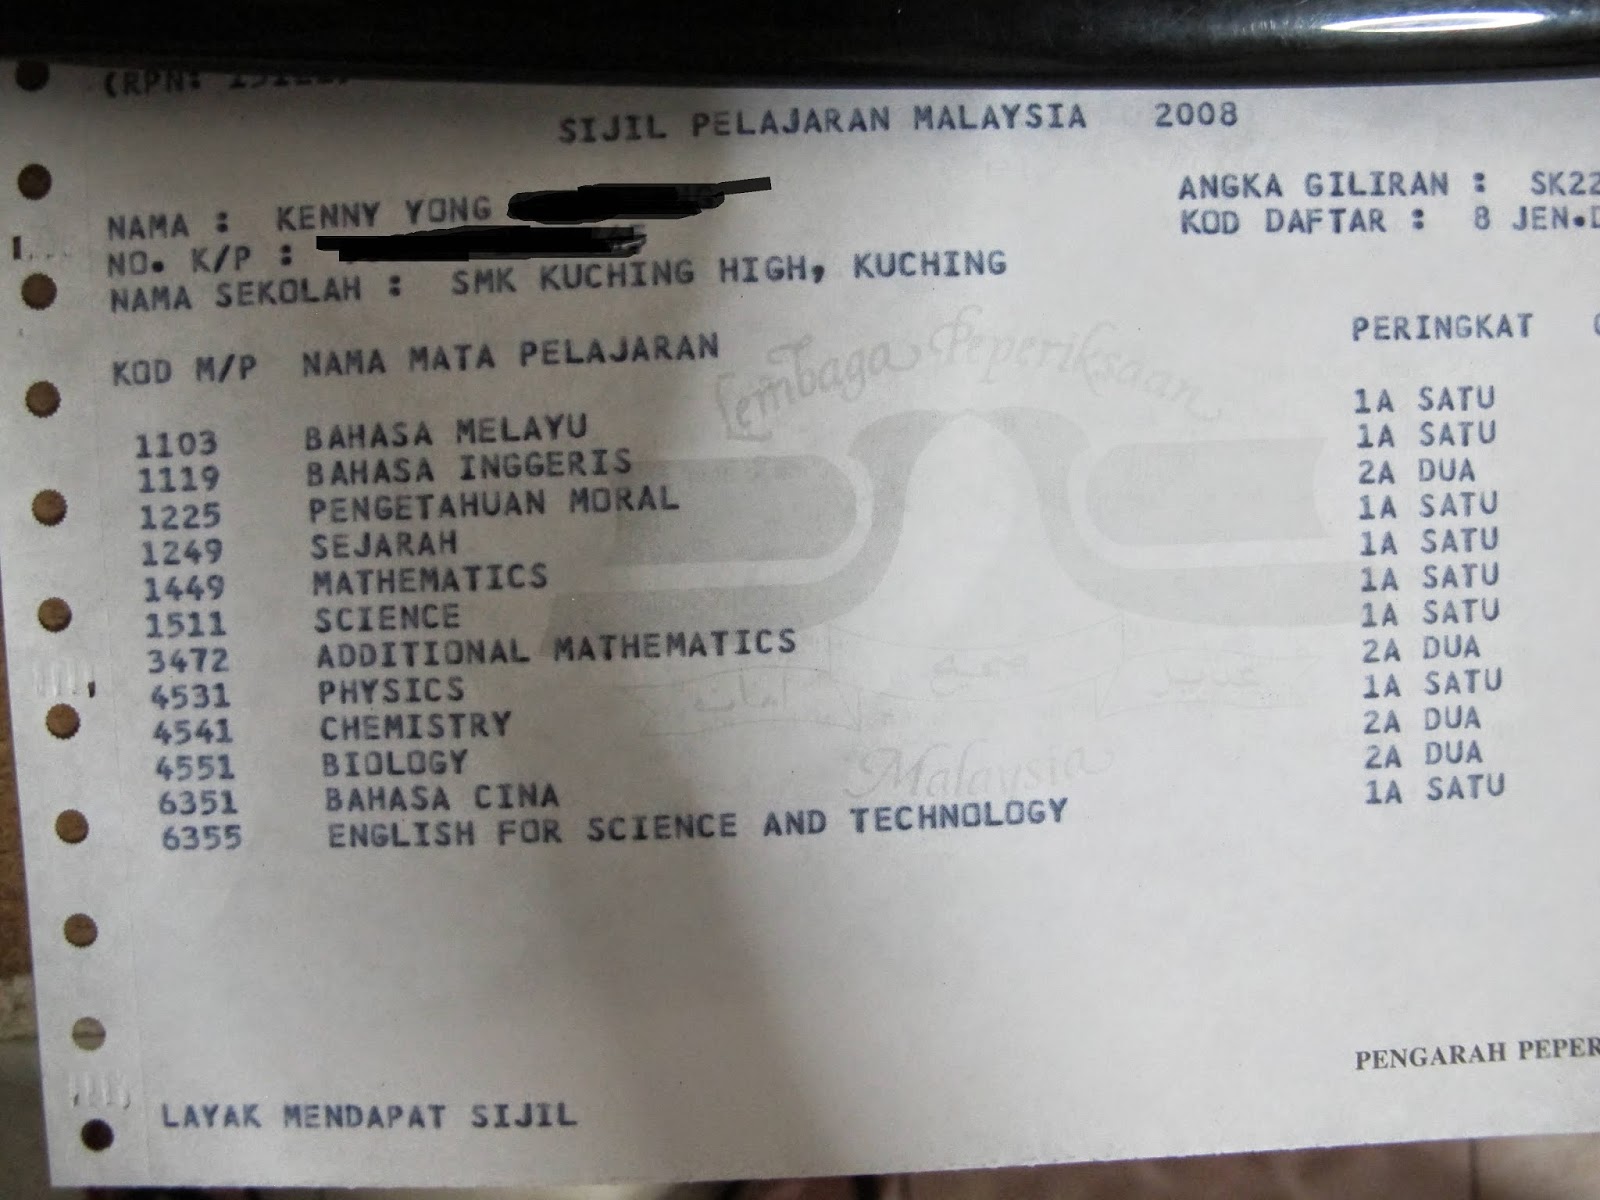 (RPN:
SIJIL PELAJARAN MALAYSIA 2008
NAMA : KENNY YONG ANGKA GILIRAN : SK22
NO. K/P : KOD DAFTAR : 8 JEN.
NAMA SEKOLAH : SMK KUCHING HIGH, KUCHING
KOD M/P NAMA MATA PELAJARAN PERINGKAT
1103 BAHASA MELAYU 1A SATU
1119 BAHASA INGGERIS 1A SATU
1225 PENGETAHUAN MORAL 2A DUA
1249 SEJARAH 1A SATU
1449 MATHEMATICS 1A SATU
1511 SCIENCE 1A SATU
3472 ADDITIONAL MATHEMATICS 1A SATU
4531 PHYSICS 2A DUA
4541 CHEMISTRY 1A SATU
4551 BIOLOGY 2A DUA
6351 BAHASA CINA 2A DUA
6355 ENGLISH FOR SCIENCE AND TECHNOLOGY 1A SATU
Lembaga Peperiksaan
Malaysia
PENGARAH PEPER
LAYAK MENDAPAT SIJIL